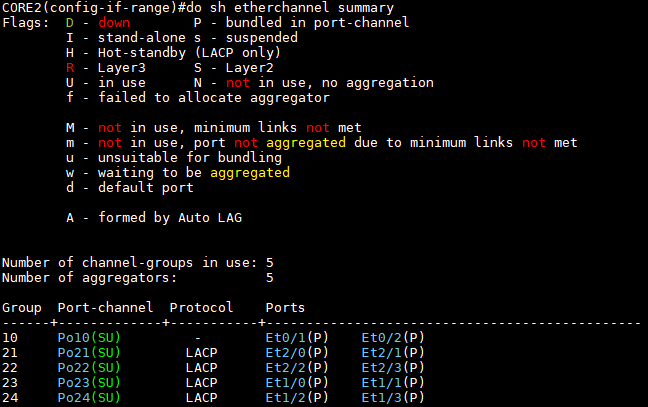 CORE2(config-if-range)#do sh etherchannel summary
Flags:  D - down        P - bundled in port-channel
        I - stand-alone s - suspended
        H - Hot-standby (LACP only)
        R - Layer3      S - Layer2
        U - in use      N - not in use, no aggregation
        f - failed to allocate aggregator

        M - not in use, minimum links not met
        m - not in use, port not aggregated due to minimum links not met
        u - unsuitable for bundling
        w - waiting to be aggregated
        d - default port

        A - formed by Auto LAG


Number of channel-groups in use: 5
Number of aggregators:           5

Group  Port-channel  Protocol    Ports
------+-------------+-----------+-----------------------------------------------
10     Po10(SU)         -        Et0/1(P)    Et0/2(P)
21     Po21(SU)        LACP      Et2/0(P)    Et2/1(P)
22     Po22(SU)        LACP      Et2/2(P)    Et2/3(P)
23     Po23(SU)        LACP      Et1/0(P)    Et1/1(P)
24     Po24(SU)        LACP      Et1/2(P)    Et1/3(P)